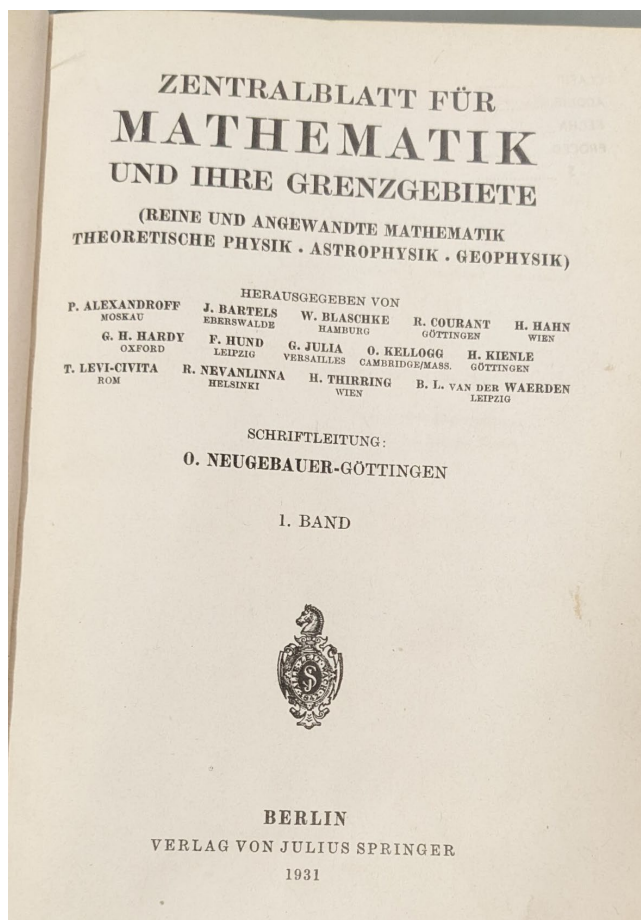 ZENTRALBLATT FÜR
MATHEMATIK
UND IHRE GRENZGEBIETE
(REINE UND ANGEWANDTE MATHEMATIK
THEORETISCHE PHYSIK . ASTROPHYSIK . GEOPHYSIK)
HERAUSGEGEBEN VON
P. ALEXANDROFF J. BARTELS W. BLASCHKE R. COURANT H. HAHN
MOSKAU EBERSWALDE HAMBURG GÖTTINGEN WIEN
G. H. HARDY F. HUND G. JULIA O. KELLOGG H. KIENLE
OXFORD LEIPZIG VERSAILLES CAMBRIDGE/MASS. GÖTTINGEN
T. LEVI-CIVITA R. NEVANLINNA H. THIRRING B. L. VAN DER WAERDEN
ROM HELSINKI WIEN LEIPZIG
SCHRIFTLEITUNG:
O. NEUGEBAUER-GÖTTINGEN
1. BAND
BERLIN
VERLAG VON JULIUS SPRINGER
1931